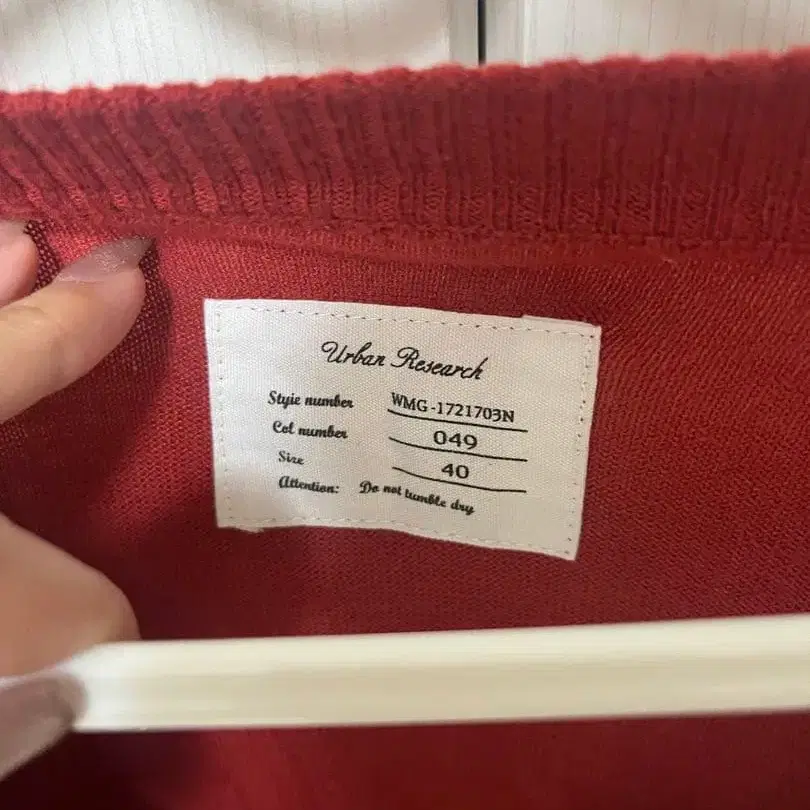 Urban Research
Style number WMG-1721703N
Col number 049
Size 40
Attention: Do not tumble dry